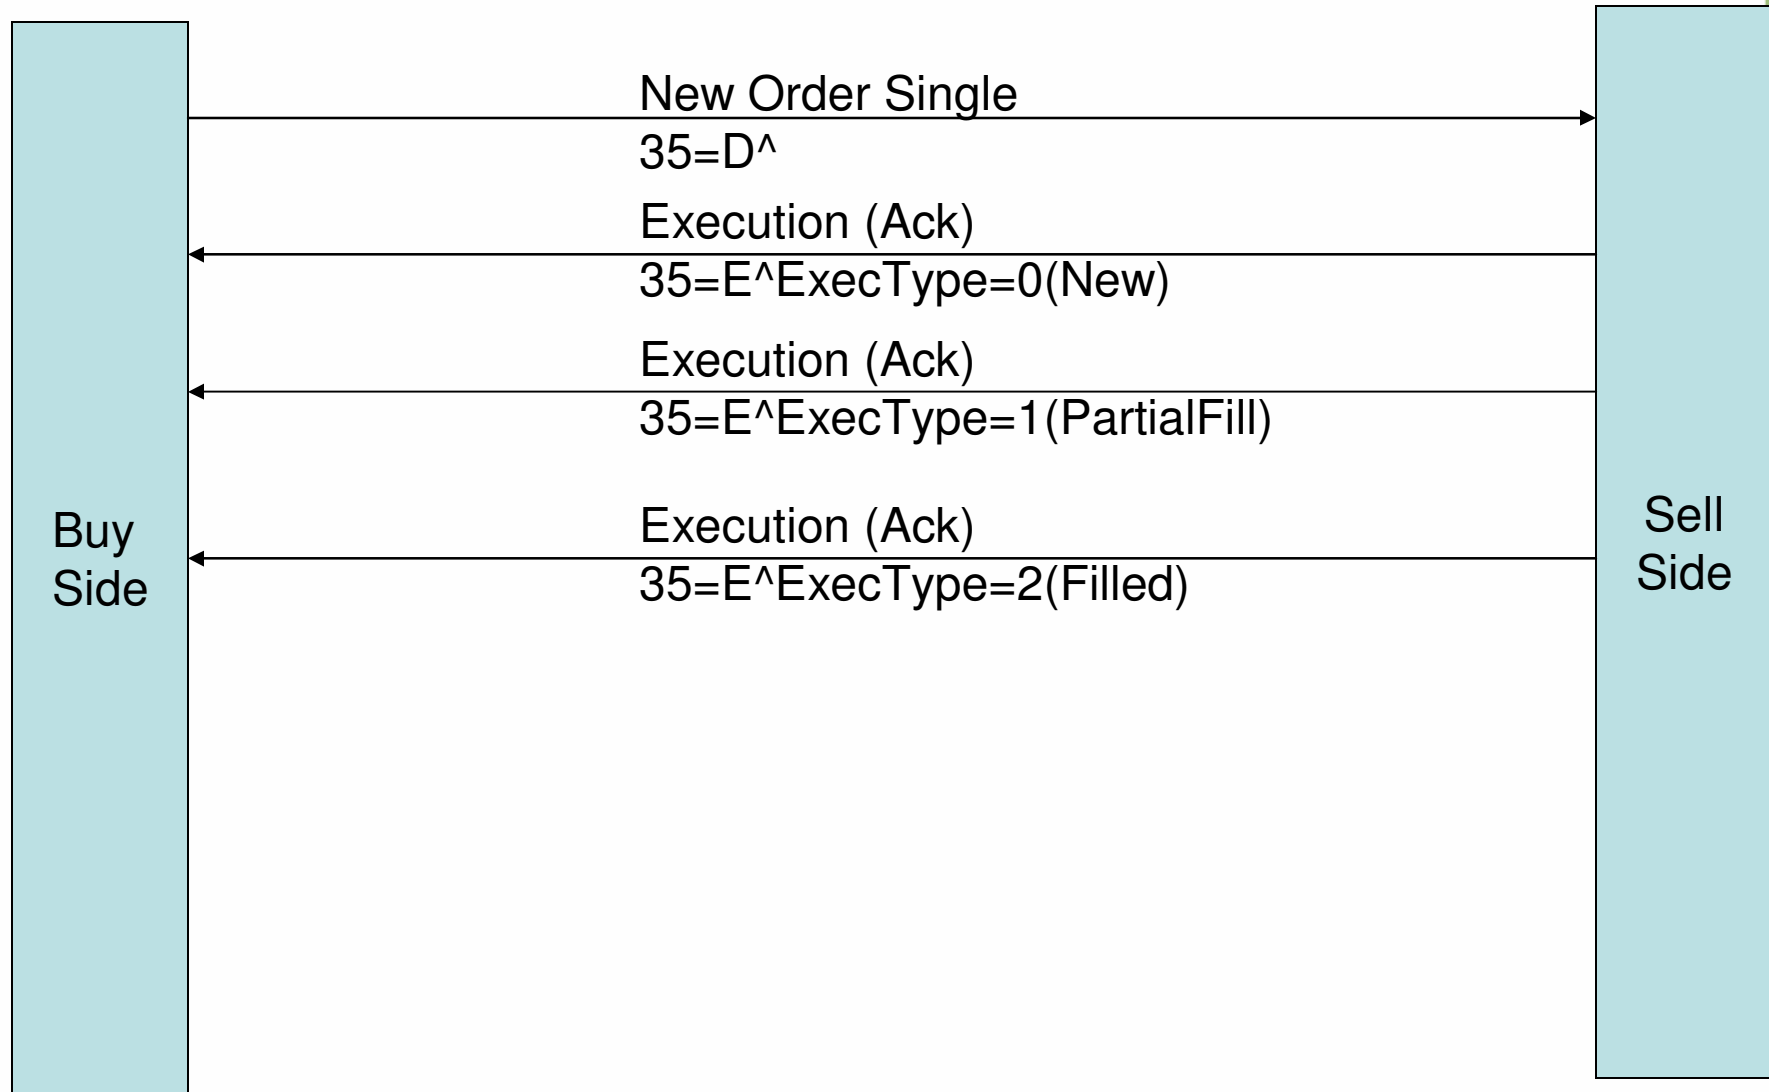 New Order Single
35=D^
Execution (Ack)
35=E^ExecType=0(New)
Execution (Ack)
35=E^ExecType=1(PartialFill)
Execution (Ack)
35=E^ExecType=2(Filled)
Buy
Side
Sell
Side